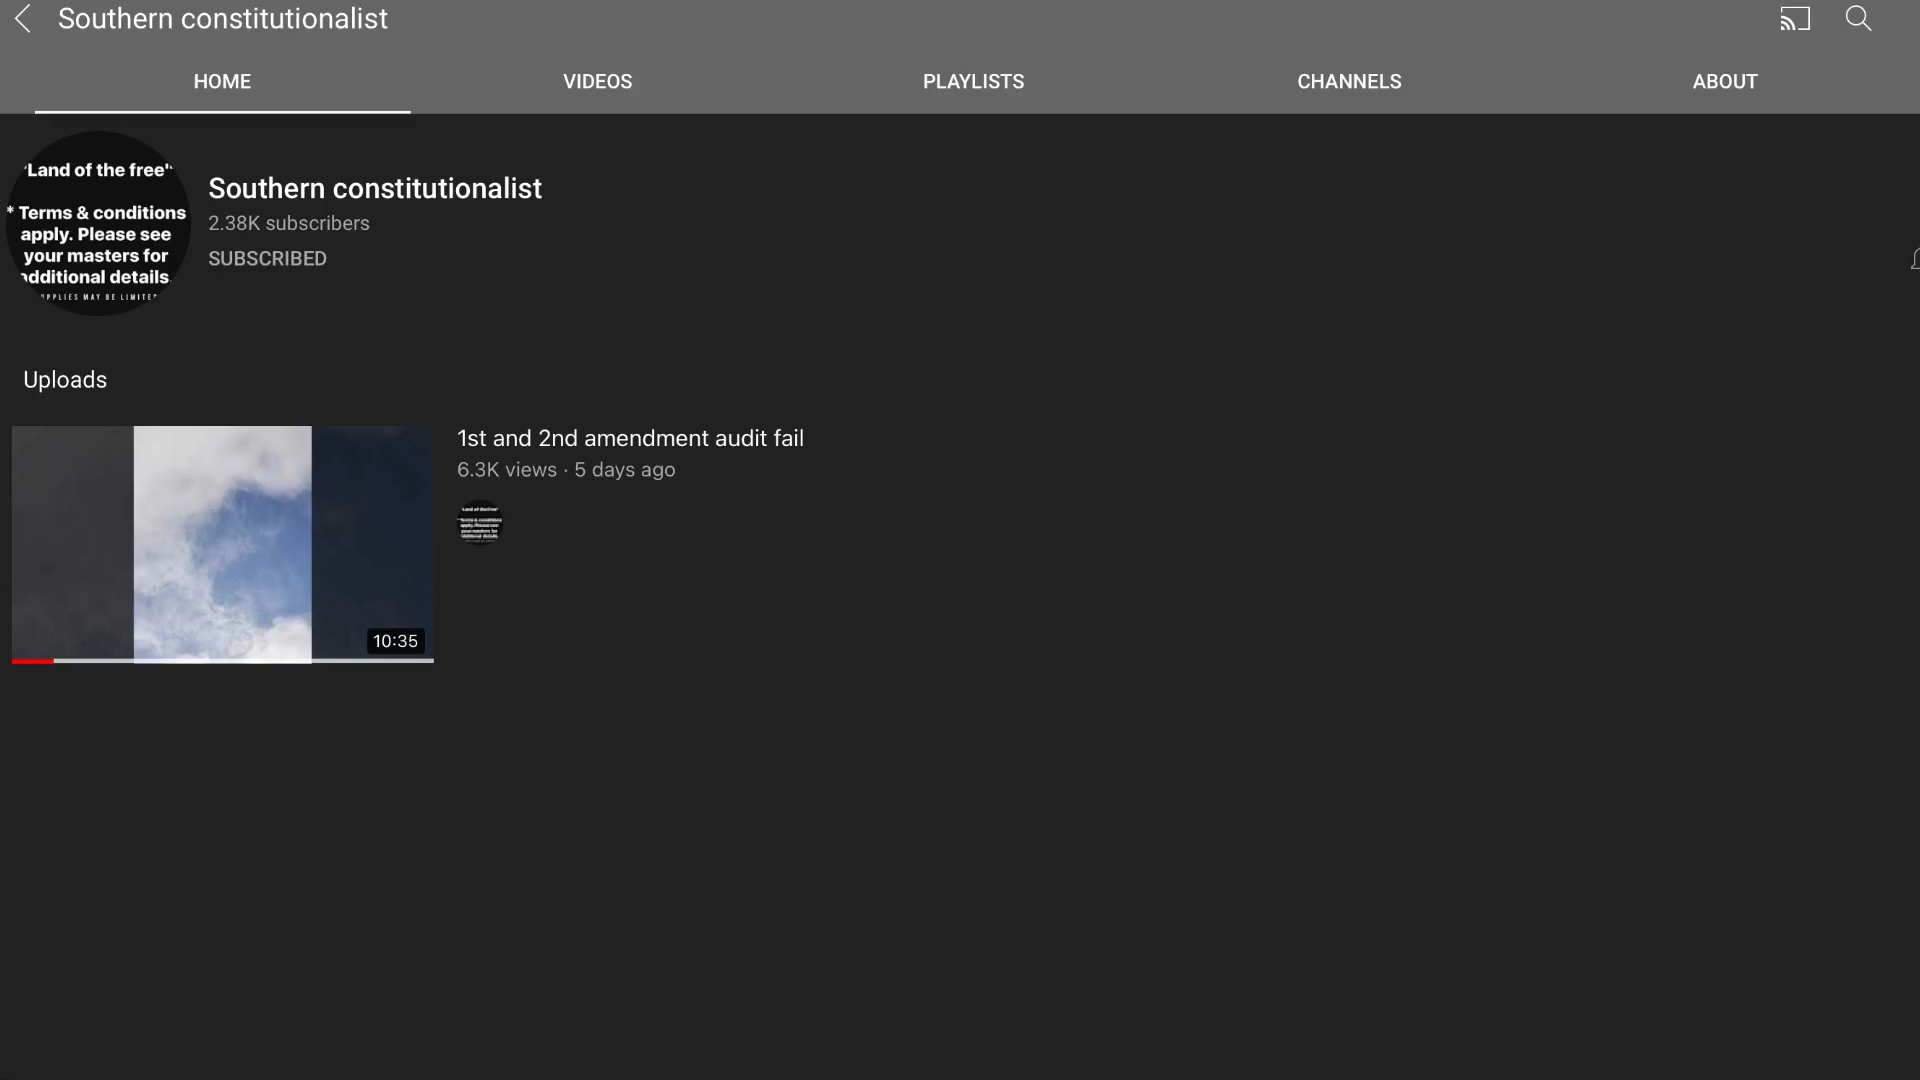 Southern constitutionalist
HOME
VIDEOS
PLAYLISTS
CHANNELS
ABOUT
"Land of the free"
* Terms & conditions
apply. Please see
your masters for
additional details.
Southern constitutionalist
2.38K subscribers
SUBSCRIBED
Uploads
1st and 2nd amendment audit fail
6.3K views · 5 days ago
10:35